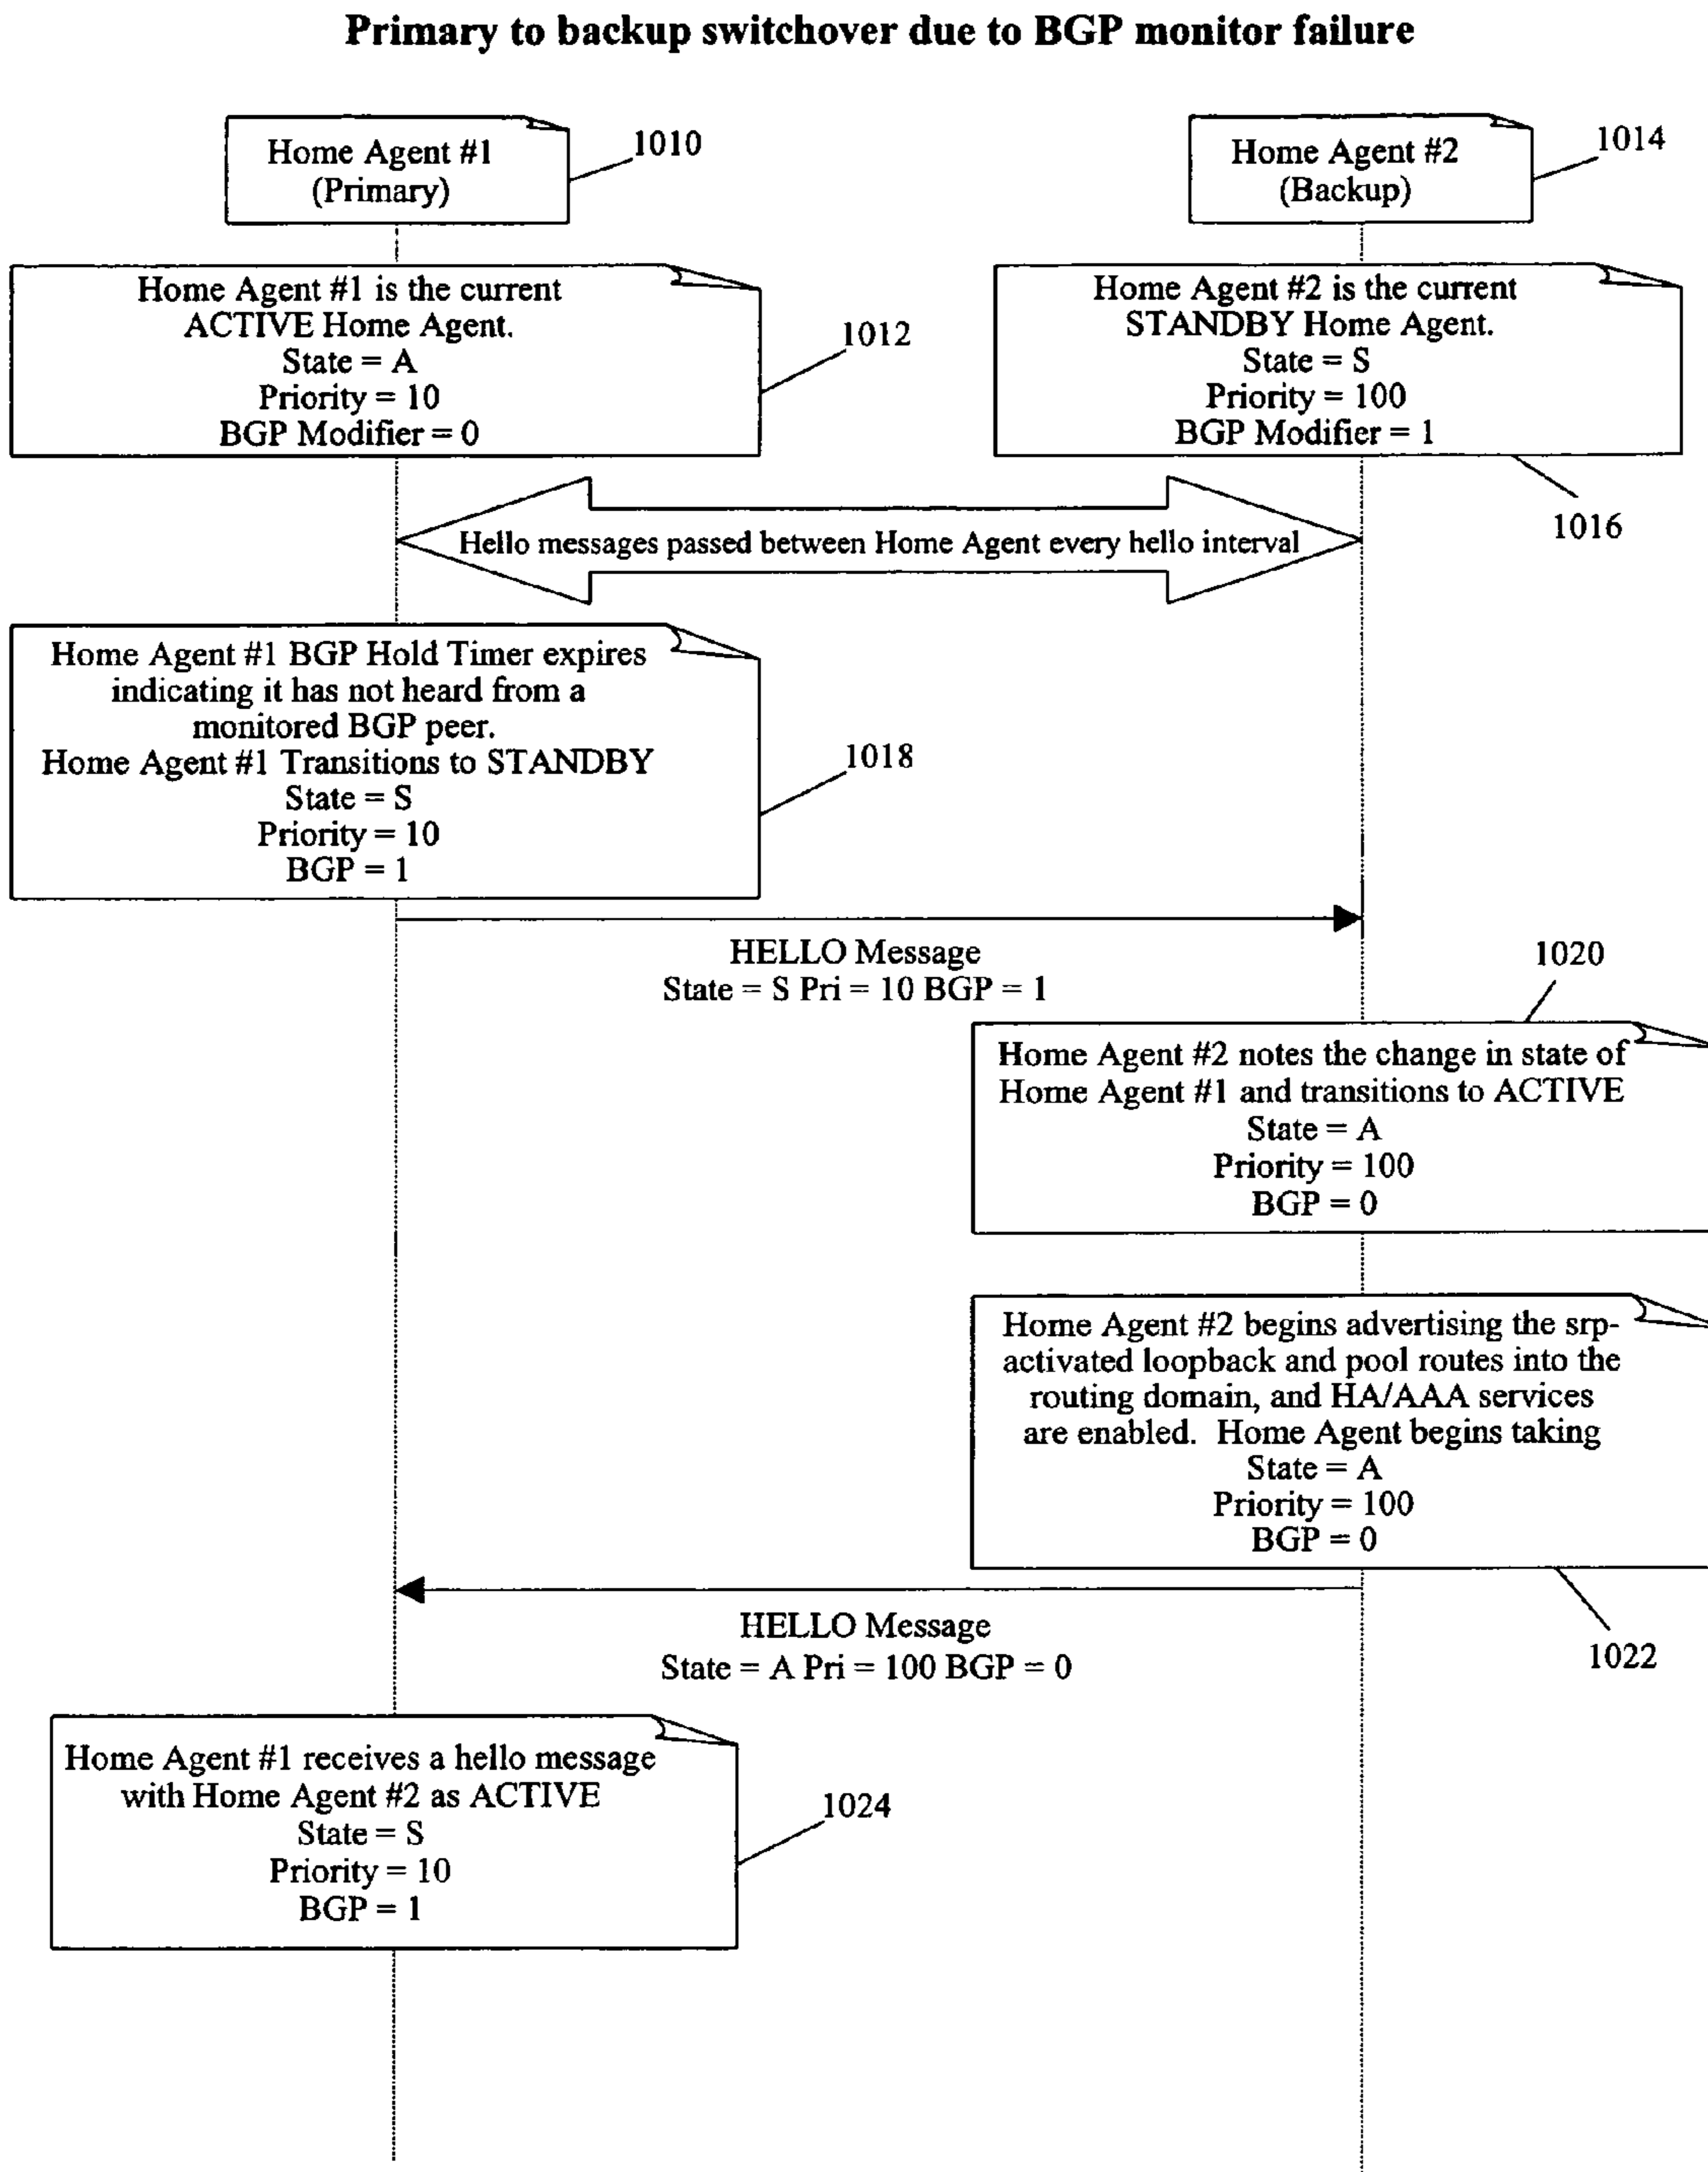 Primary to backup switchover due to BGP monitor failure
Home Agent #1
(Primary)
1010
Home Agent #2
(Backup)
1014
Home Agent #1 is the current
ACTIVE Home Agent.
State = A
Priority = 10
BGP Modifier = 0
1012
Home Agent #2 is the current
STANDBY Home Agent.
State = S
Priority = 100
BGP Modifier = 1
1016
Hello messages passed between Home Agent every hello interval
Home Agent #1 BGP Hold Timer expires
indicating it has not heard from a
monitored BGP peer.
Home Agent #1 Transitions to STANDBY
State = S
Priority = 10
BGP = 1
1018
HELLO Message
State = S Pri = 10 BGP = 1
1020
Home Agent #2 notes the change in state of
Home Agent #1 and transitions to ACTIVE
State = A
Priority = 100
BGP = 0
Home Agent #2 begins advertising the srp-
activated loopback and pool routes into the
routing domain, and HA/AAA services
are enabled. Home Agent begins taking
State = A
Priority = 100
BGP = 0
1022
HELLO Message
State = A Pri = 100 BGP = 0
Home Agent #1 receives a hello message
with Home Agent #2 as ACTIVE
State = S
Priority = 10
BGP = 1
1024